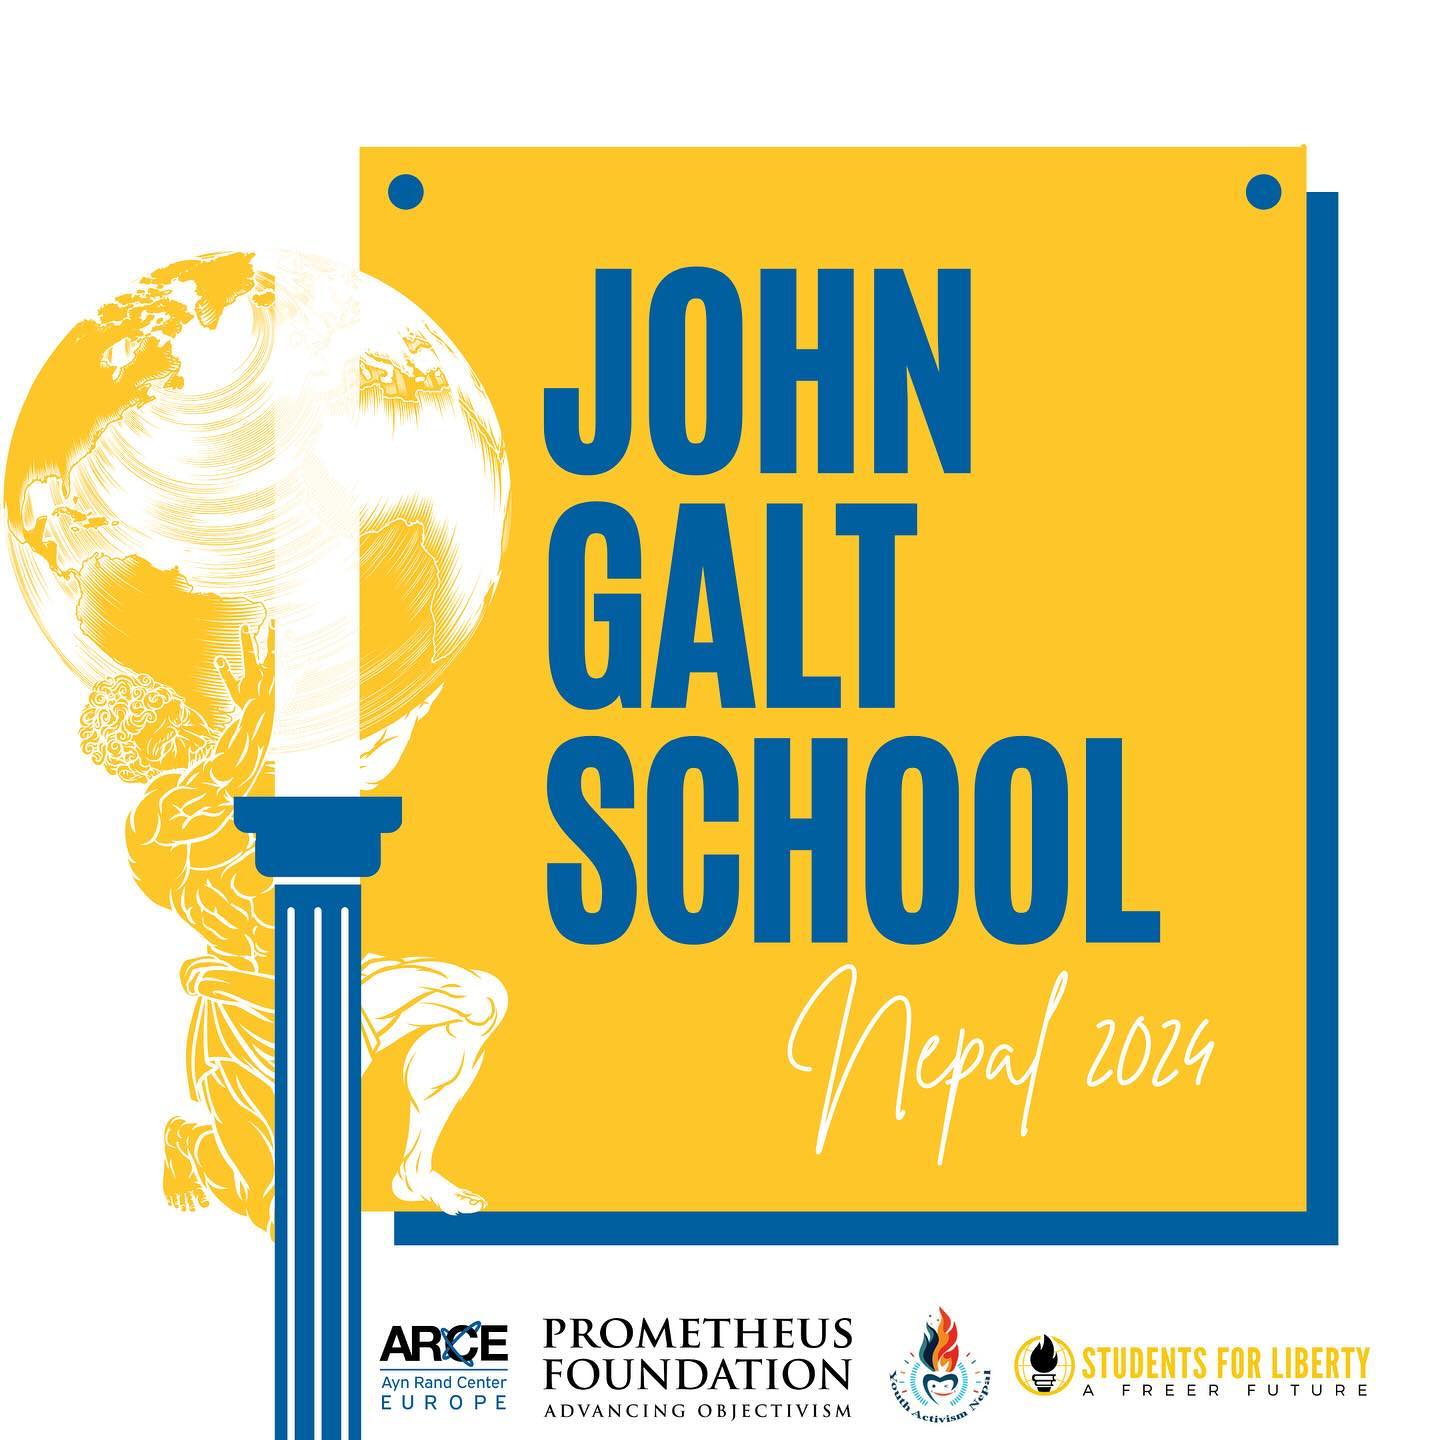 JOHN
GALT
SCHOOL
Nepal 2024
ARCE
Ayn Rand Center
EUROPE
PROMETHEUS
FOUNDATION
ADVANCING OBJECTIVISM
Youth Activism Nepal
STUDENTS FOR LIBERTY
A FREER FUTURE